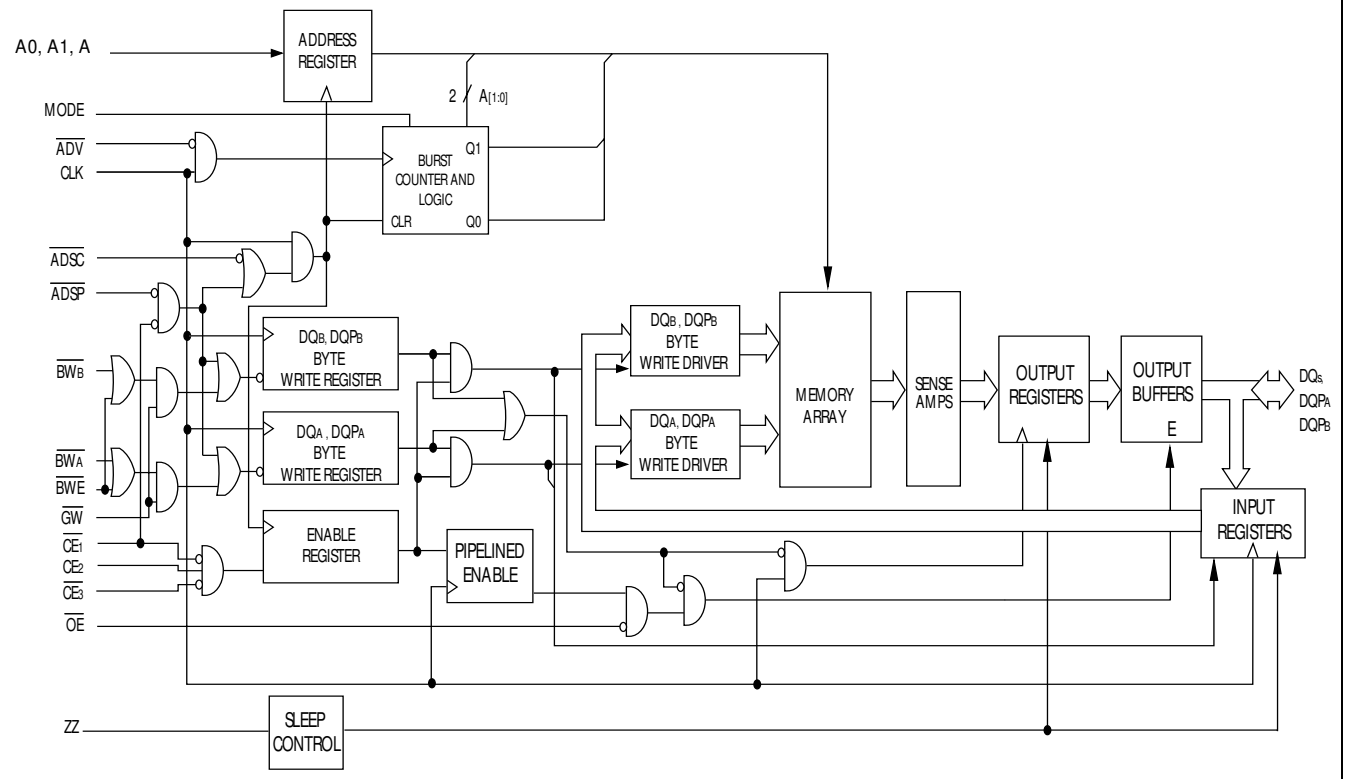 A0, A1, A
ADDRESS
REGISTER
MODE
2
A[1:0]
ADV
CLK
BURST
COUNTER AND
LOGIC
Q1
CLR
Q0
ADSC
ADSP
DQB, DQPB
BYTE
WRITE REGISTER
DQB, DQPB
BYTE
WRITE DRIVER
BWB
MEMORY
ARRAY
SENSE
AMPS
OUTPUT
REGISTERS
OUTPUT
BUFFERS
E
DQs,
DQPA
DQPB
DQA, DQPA
BYTE
WRITE REGISTER
DQA, DQPA
BYTE
WRITE DRIVER
BWA
BWE
GW
INPUT
REGISTERS
CE1
CE2
CE3
ENABLE
REGISTER
PIPELINED
ENABLE
OE
ZZ
SLEEP
CONTROL